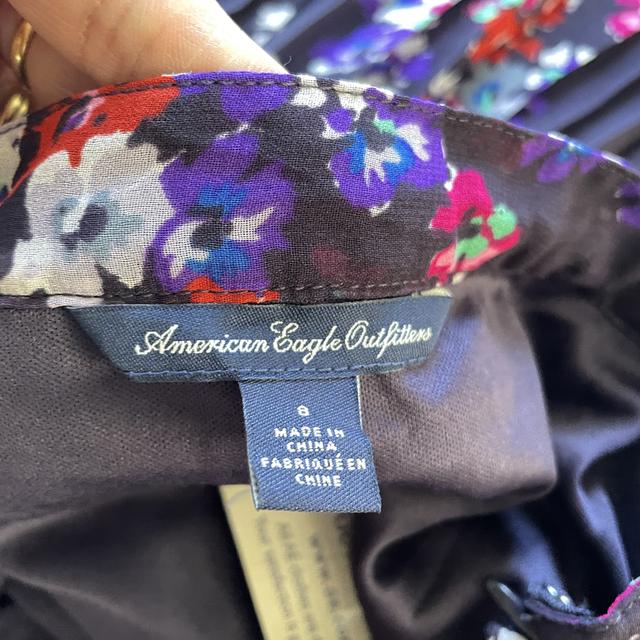 American Eagle Outfitters
8
MADE IN
CHINA
FABRIQUÉ EN
CHINE